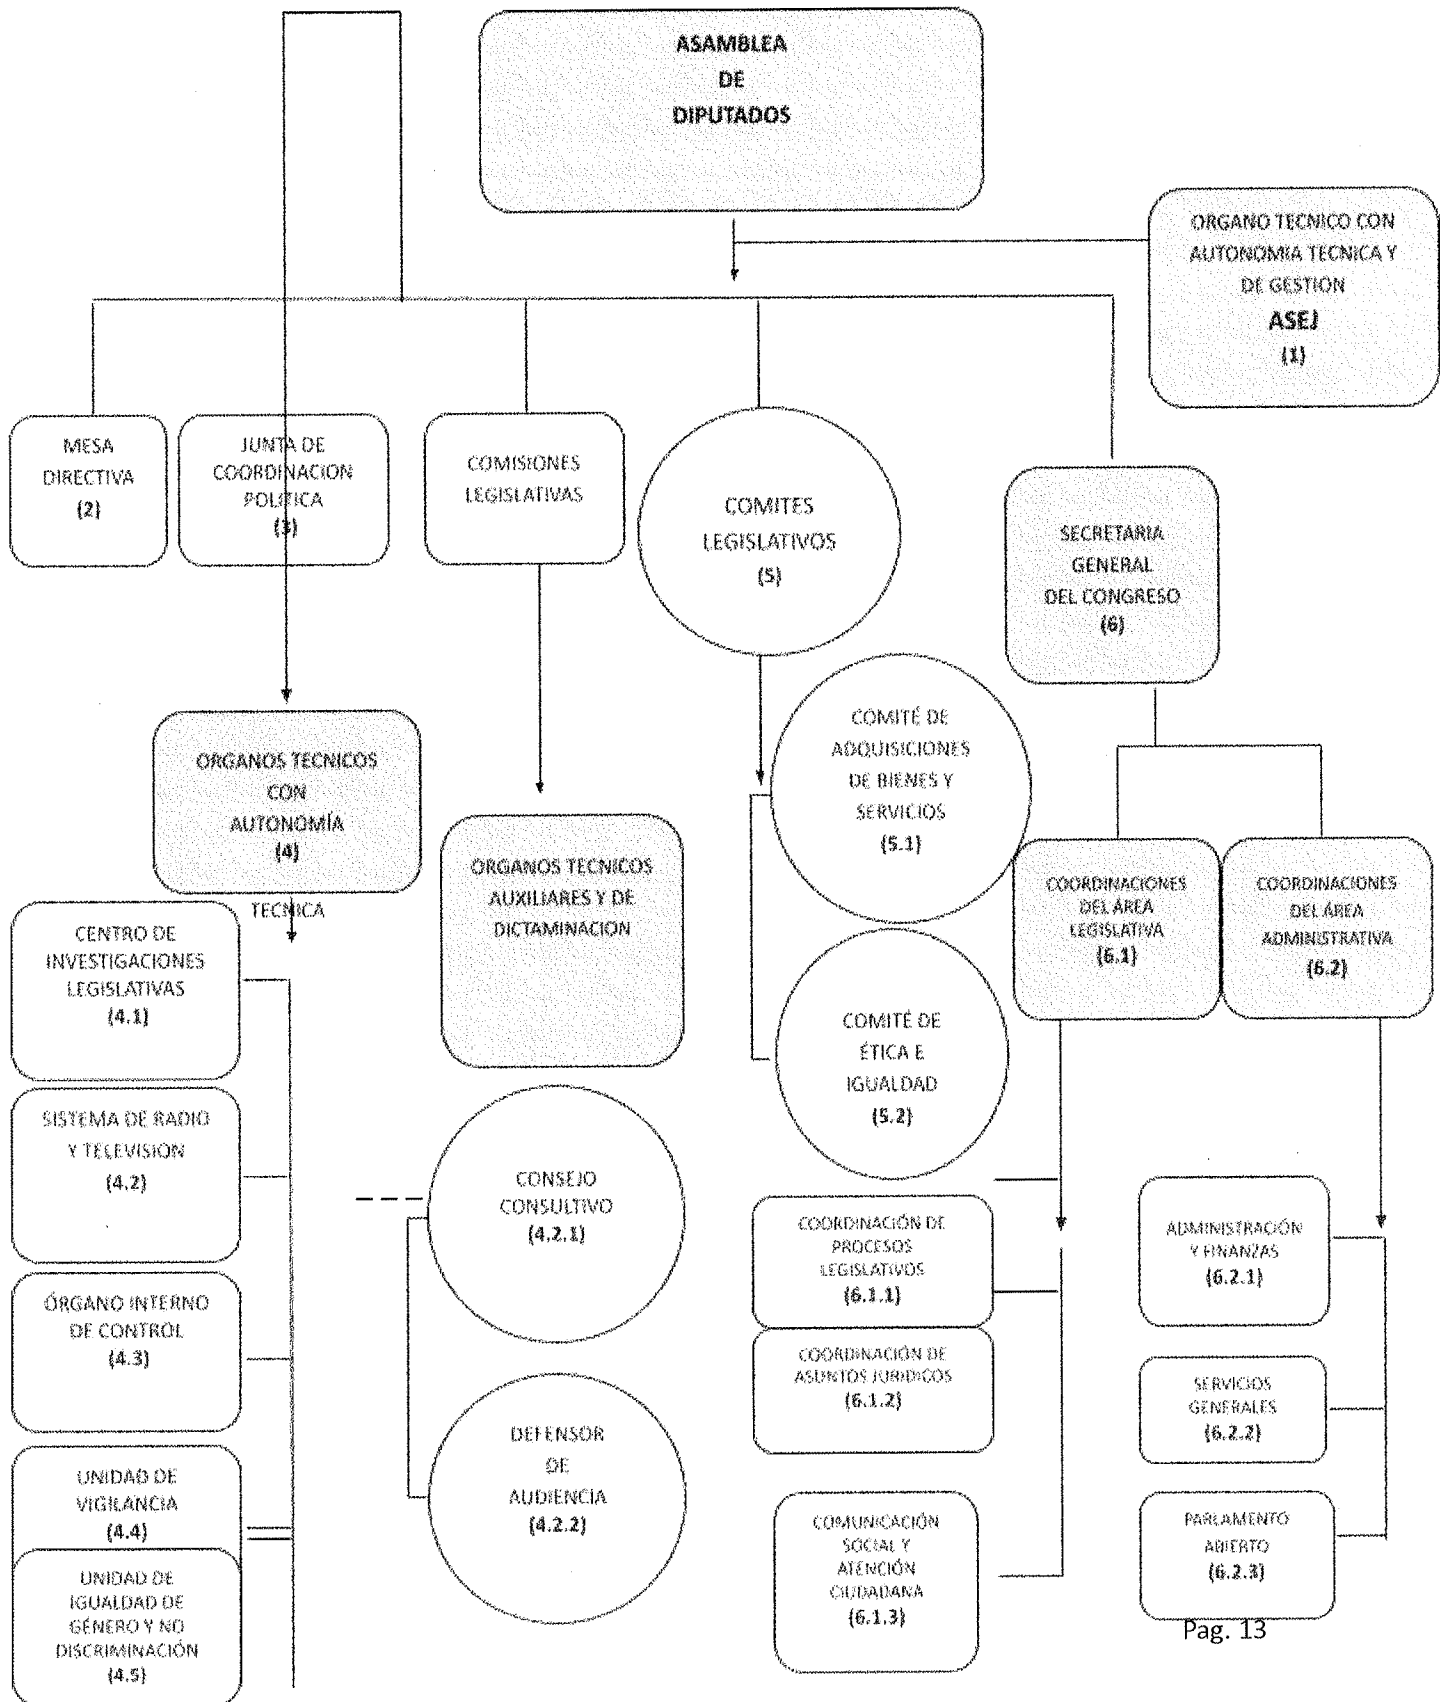 ASAMBLEA
DE
DIPUTADOS
ORGANO TECNICO CON
AUTONOMIA TECNICA Y
DE GESTION
ASEJ
(1)
MESA
DIRECTIVA
(2)
JUNTA DE
COORDINACION
POLITICA
(3)
COMISIONES
LEGISLATIVAS
COMITES
LEGISLATIVOS
(5)
SECRETARIA
GENERAL
DEL CONGRESO
(6)
ORGANOS TECNICOS
CON
AUTONOMÍA
(4)
TECNICA
ORGANOS TECNICOS
AUXILIARES Y DE
DICTAMINACION
COMITÉ DE
ADQUISICIONES
DE BIENES Y
SERVICIOS
(5.1)
COMITÉ DE
ÉTICA E
IGUALDAD
(5.2)
COORDINACIONES
DEL ÁREA
LEGISLATIVA
(6.1)
COORDINACIONES
DEL ÁREA
ADMINISTRATIVA
(6.2)
CENTRO DE
INVESTIGACIONES
LEGISLATIVAS
(4.1)
SISTEMA DE RADIO
Y TELEVISION
(4.2)
ÓRGANO INTERNO
DE CONTROL
(4.3)
UNIDAD DE
VIGILANCIA
(4.4)
UNIDAD DE
IGUALDAD DE
GÉNERO Y NO
DISCRIMINACIÓN
(4.5)
CONSEJO
CONSULTIVO
(4.2.1)
DEFENSOR
DE
AUDIENCIA
(4.2.2)
COORDINACIÓN DE
PROCESOS
LEGISLATIVOS
(6.1.1)
COORDINACIÓN DE
ASUNTOS JURIDICOS
(6.1.2)
COMUNICACIÓN
SOCIAL Y
ATENCIÓN
CIUDADANA
(6.1.3)
ADMINISTRACIÓN
Y FINANZAS
(6.2.1)
SERVICIOS
GENERALES
(6.2.2)
PARLAMENTO
ABIERTO
(6.2.3)
Pag. 13